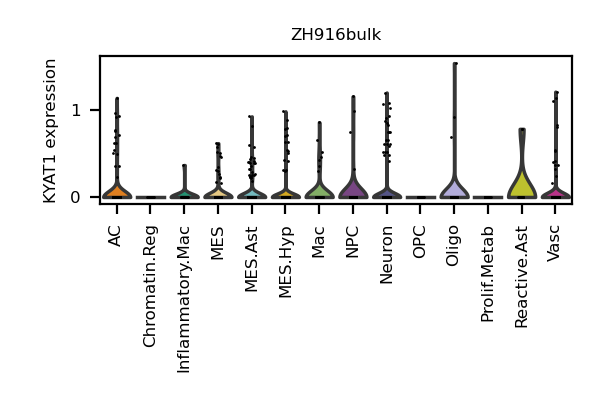 ZH916bulk
KYAT1 expression
1
0
AC
Chromatin.Reg
Inflammatory.Mac
MES
MES.Ast
MES.Hyp
Mac
NPC
Neuron
OPC
Oligo
Prolif.Metab
Reactive.Ast
Vasc